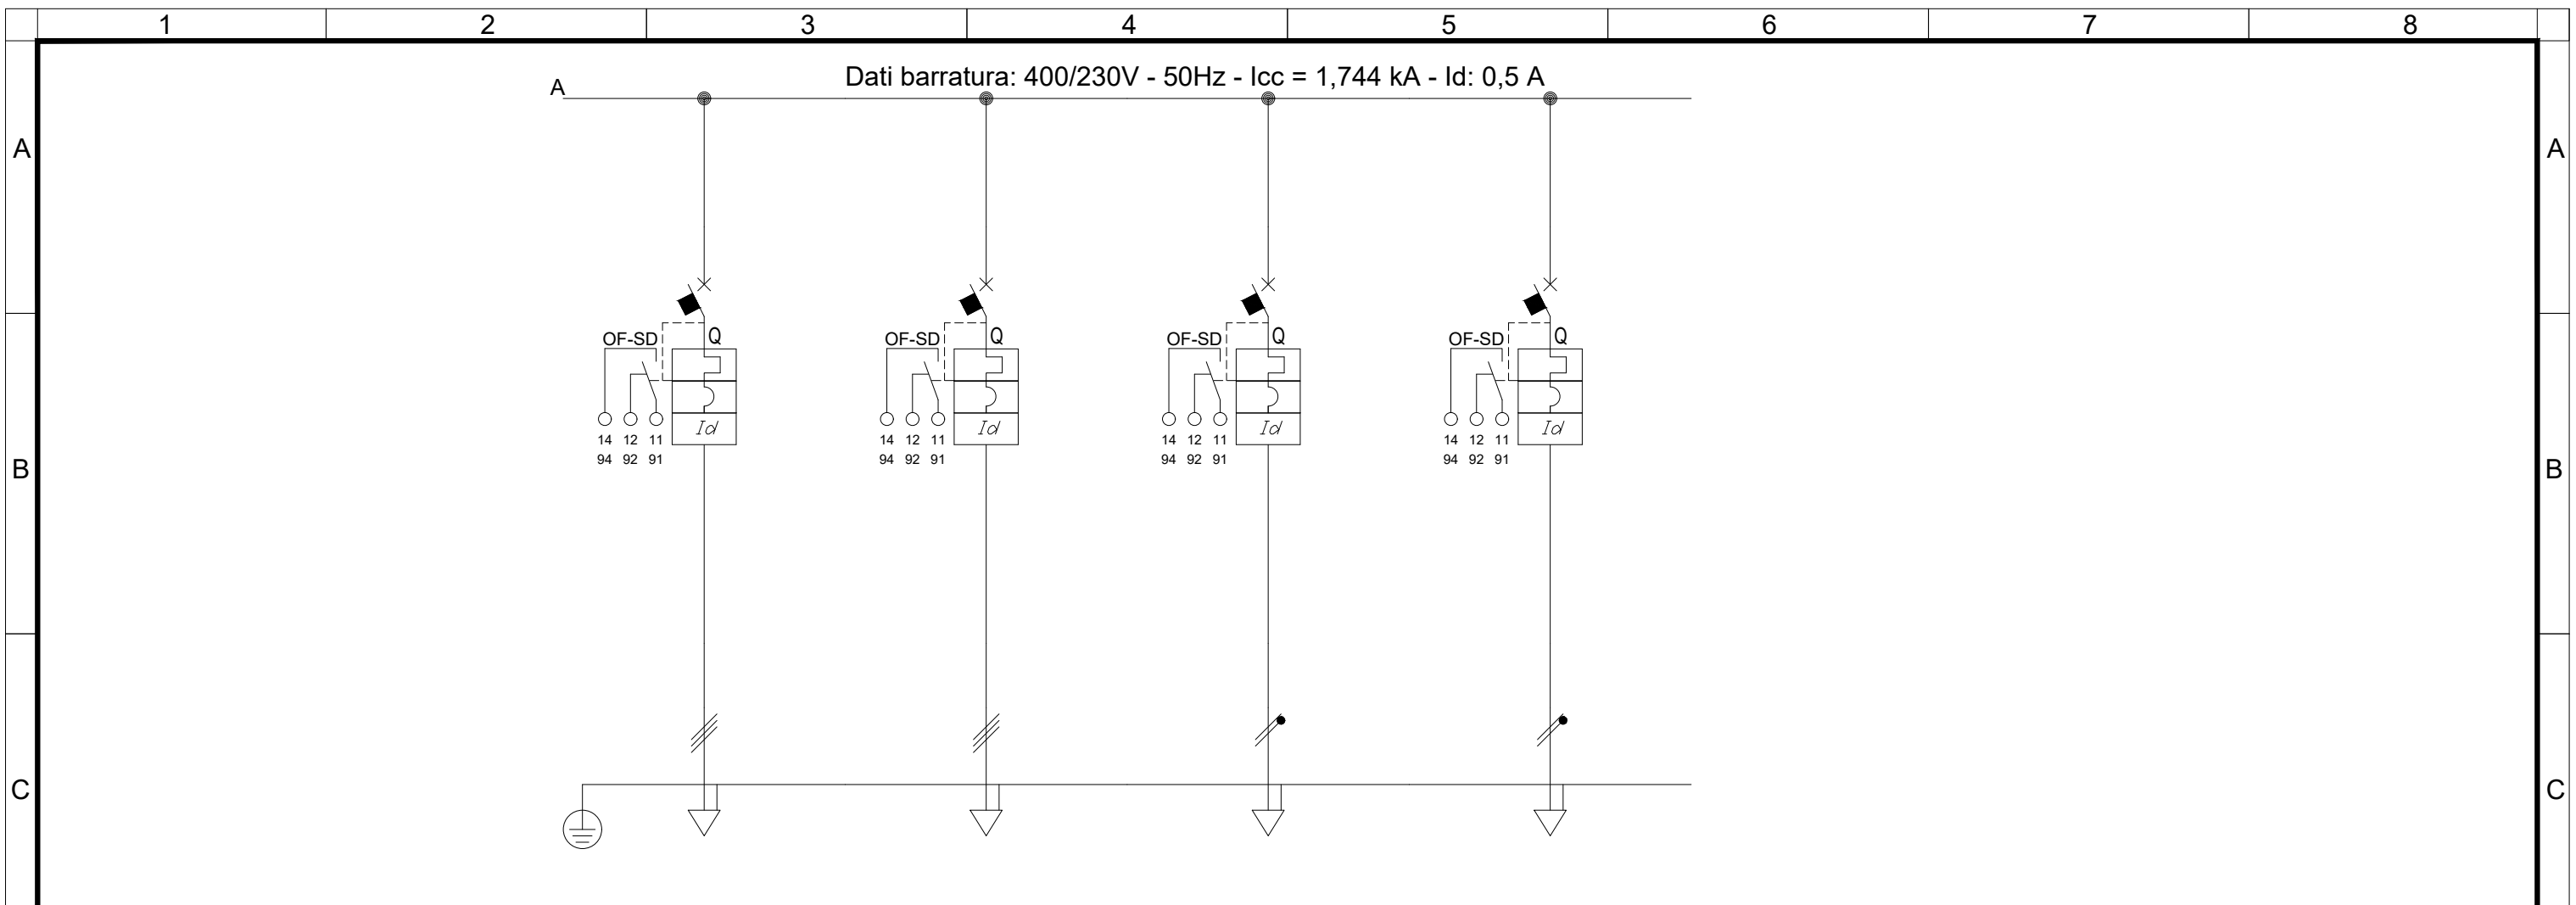 1 2 3 4 5 6 7 8
Dati barratura: 400/230V - 50Hz - Icc = 1,744 kA - Id: 0,5 A
A
A A
OF-SD Q OF-SD Q OF-SD Q OF-SD Q
Id Id Id Id
14 12 11 14 12 11 14 12 11 14 12 11
94 92 91 94 92 91 94 92 91 94 92 91
B B
C C